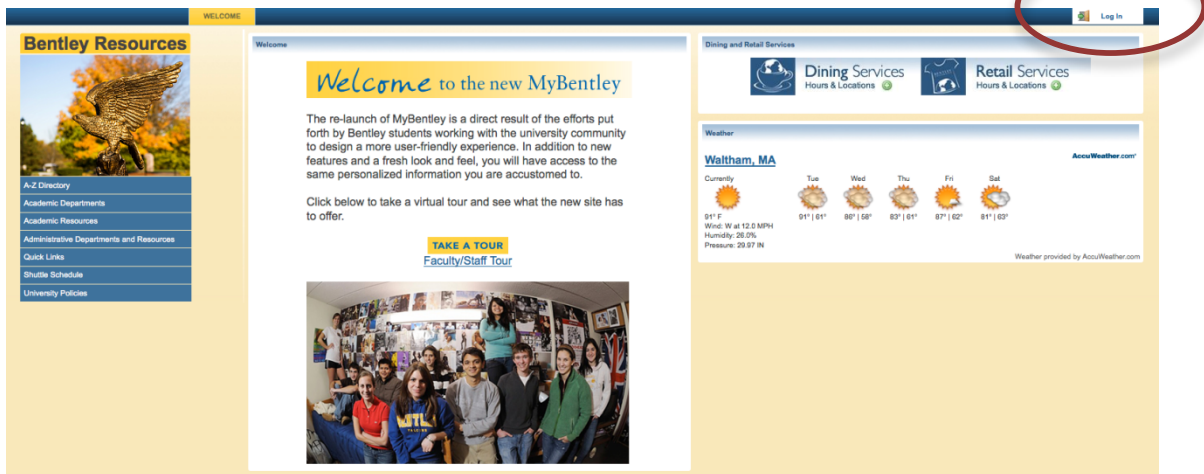 WELCOME
Log In
Bentley Resources
A-Z Directory
Academic Departments
Academic Resources
Administrative Departments and Resources
Quick Links
Shuttle Schedule
University Policies
Welcome
Welcome to the new MyBentley
The re-launch of MyBentley is a direct result of the efforts put
forth by Bentley students working with the university community
to design a more user-friendly experience. In addition to new
features and a fresh look and feel, you will have access to the
same personalized information you are accustomed to.
Click below to take a virtual tour and see what the new site has
to offer.
TAKE A TOUR
Faculty/Staff Tour
Dining and Retail Services
Dining Services
Hours & Locations
Retail Services
Hours & Locations
Weather
Waltham, MA
AccuWeather.com
Currently Tue Wed Thu Fri Sat
91° F 91° | 61° 86° | 58° 83° | 61° 87° | 62° 81° | 63°
Wind: W at 12.0 MPH
Humidity: 26.0%
Pressure: 29.97 IN
Weather provided by AccuWeather.com